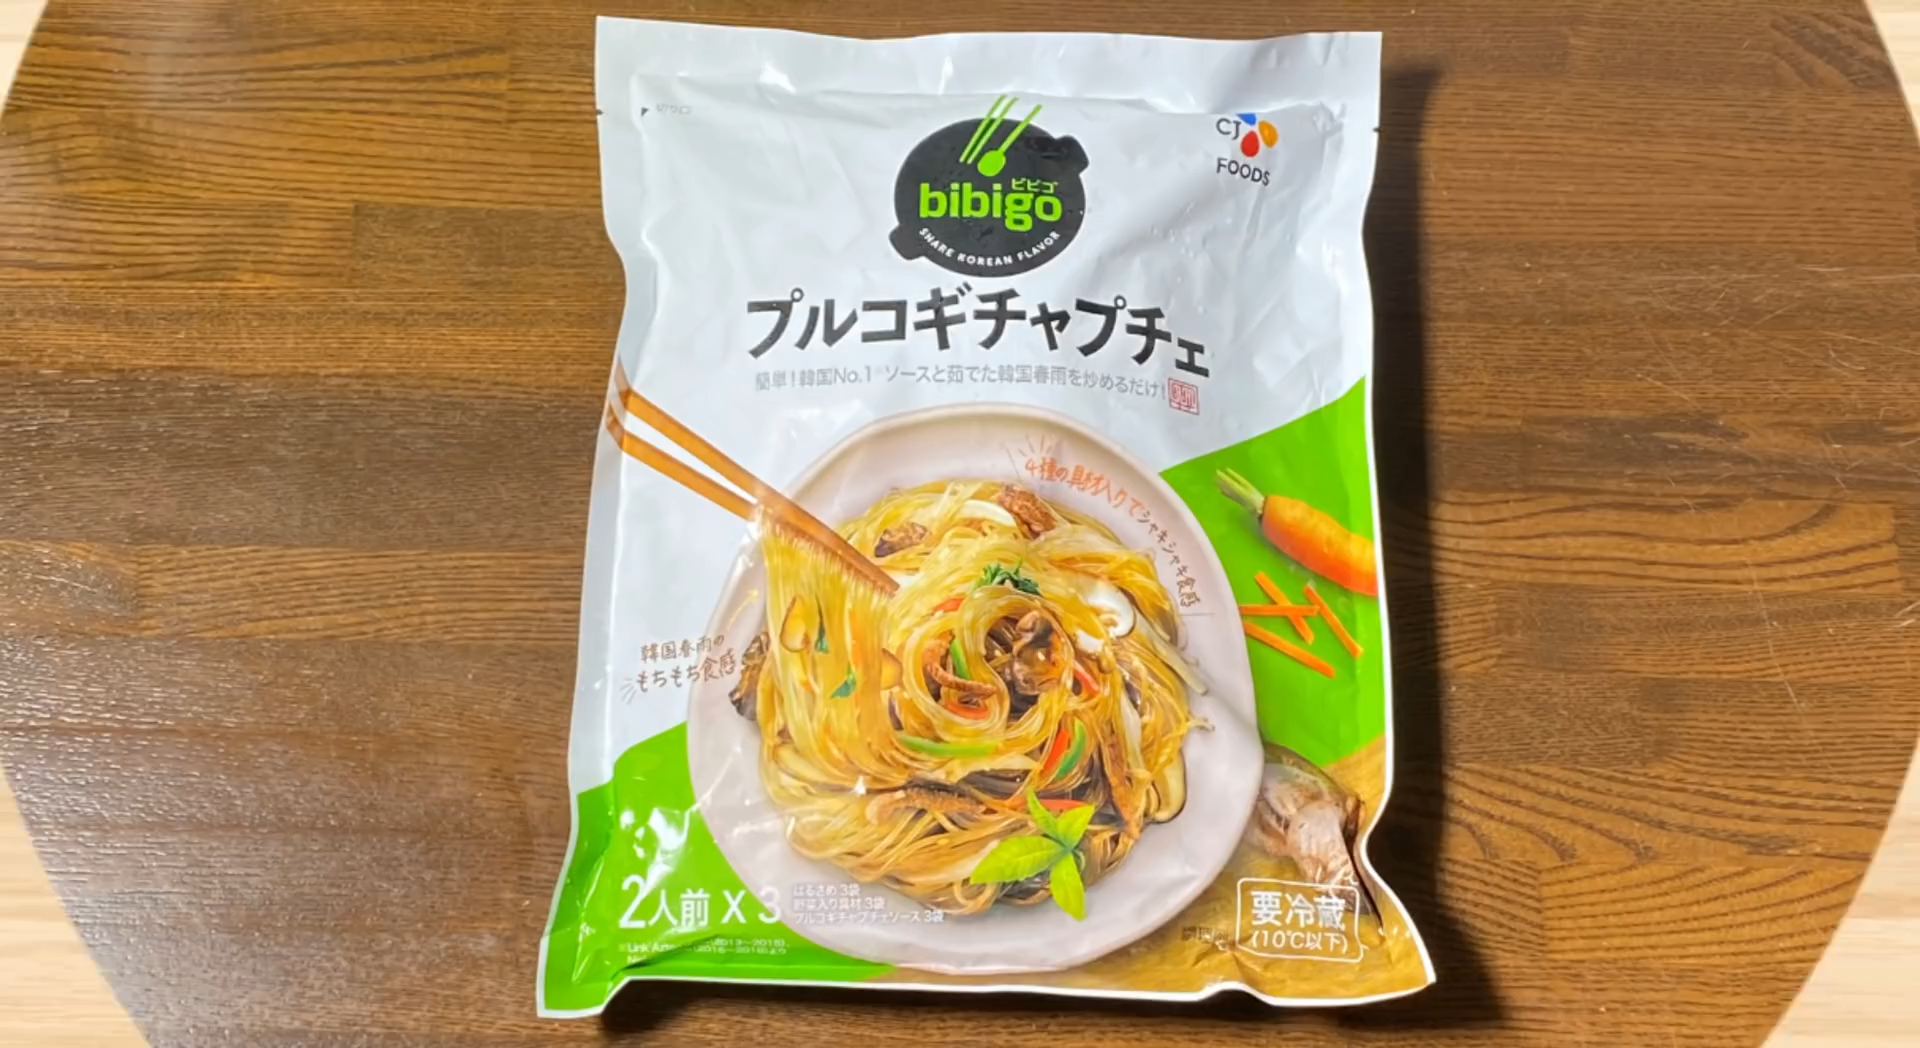 切り口
CJ
FOODS
ビビゴ
bibigo
SHARE KOREAN FLAVOR
プルコギチャプチェ
簡単!韓国No.1 ソースと茹でた韓国春雨を炒めるだけ!
4種の具材入りで
シャキシャキ食感
韓国春雨の
もちもち食感
2人前 X 3
はるさめ 3袋
野菜入り具材 3袋
プルコギチャプチェソース 3袋
要冷蔵
(10℃以下)